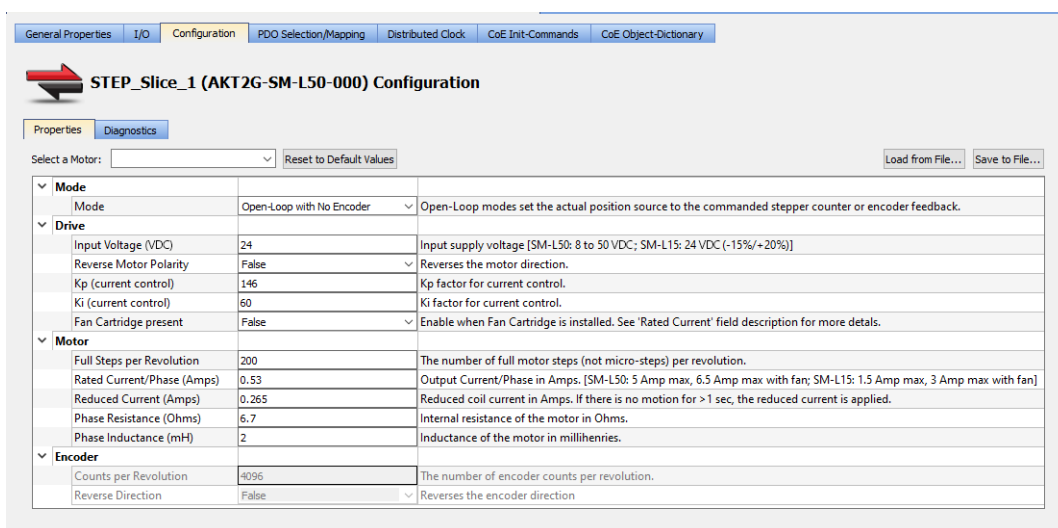 General Properties I/O Configuration PDO Selection/Mapping Distributed Clock CoE Init-Commands CoE Object-Dictionary
STEP_Slice_1 (AKT2G-SM-L50-000) Configuration
Properties Diagnostics
Select a Motor: Reset to Default Values Load from File... Save to File...
Mode
Mode Open-Loop with No Encoder Open-Loop modes set the actual position source to the commanded stepper counter or encoder feedback.
Drive
Input Voltage (VDC) 24 Input supply voltage [SM-L50: 8 to 50 VDC; SM-L15: 24 VDC (-15%/+20%)]
Reverse Motor Polarity False Reverses the motor direction.
Kp (current control) 146 Kp factor for current control.
Ki (current control) 60 Ki factor for current control.
Fan Cartridge present False Enable when Fan Cartridge is installed. See 'Rated Current' field description for more detals.
Motor
Full Steps per Revolution 200 The number of full motor steps (not micro-steps) per revolution.
Rated Current/Phase (Amps) 0.53 Output Current/Phase in Amps. [SM-L50: 5 Amp max, 6.5 Amp max with fan; SM-L15: 1.5 Amp max, 3 Amp max with fan]
Reduced Current (Amps) 0.265 Reduced coil current in Amps. If there is no motion for >1 sec, the reduced current is applied.
Phase Resistance (Ohms) 6.7 Internal resistance of the motor in Ohms.
Phase Inductance (mH) 2 Inductance of the motor in millihenries.
Encoder
Counts per Revolution 4096 The number of encoder counts per revolution.
Reverse Direction False Reverses the encoder direction